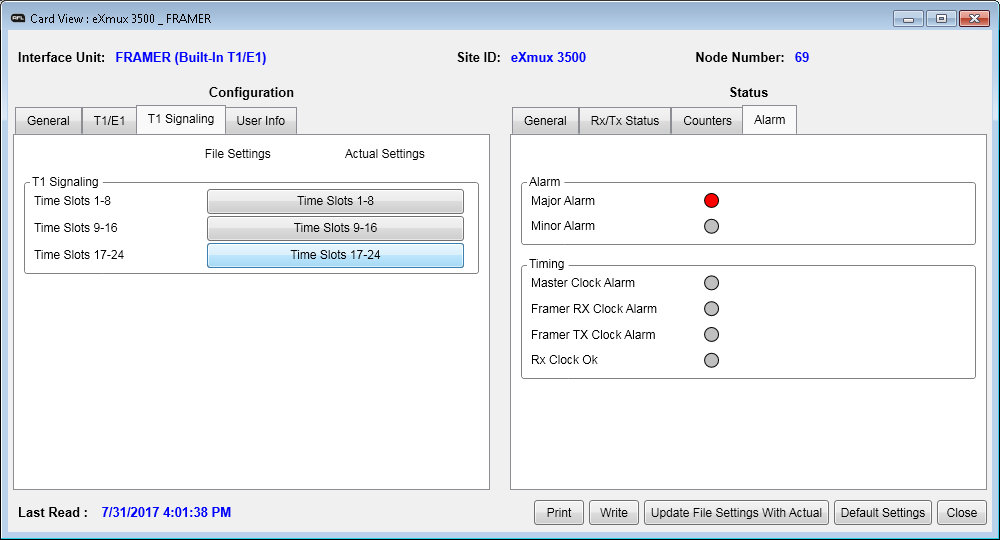 AFL Card View : eXmux 3500 _ FRAMER
Interface Unit: FRAMER (Built-In T1/E1) Site ID: eXmux 3500 Node Number: 69
Configuration
General T1/E1 T1 Signaling User Info
File Settings Actual Settings
T1 Signaling
Time Slots 1-8 Time Slots 1-8
Time Slots 9-16 Time Slots 9-16
Time Slots 17-24 Time Slots 17-24
Status
General Rx/Tx Status Counters Alarm
Alarm
Major Alarm
Minor Alarm
Timing
Master Clock Alarm
Framer RX Clock Alarm
Framer TX Clock Alarm
Rx Clock Ok
Last Read : 7/31/2017 4:01:38 PM
Print Write Update File Settings With Actual Default Settings Close